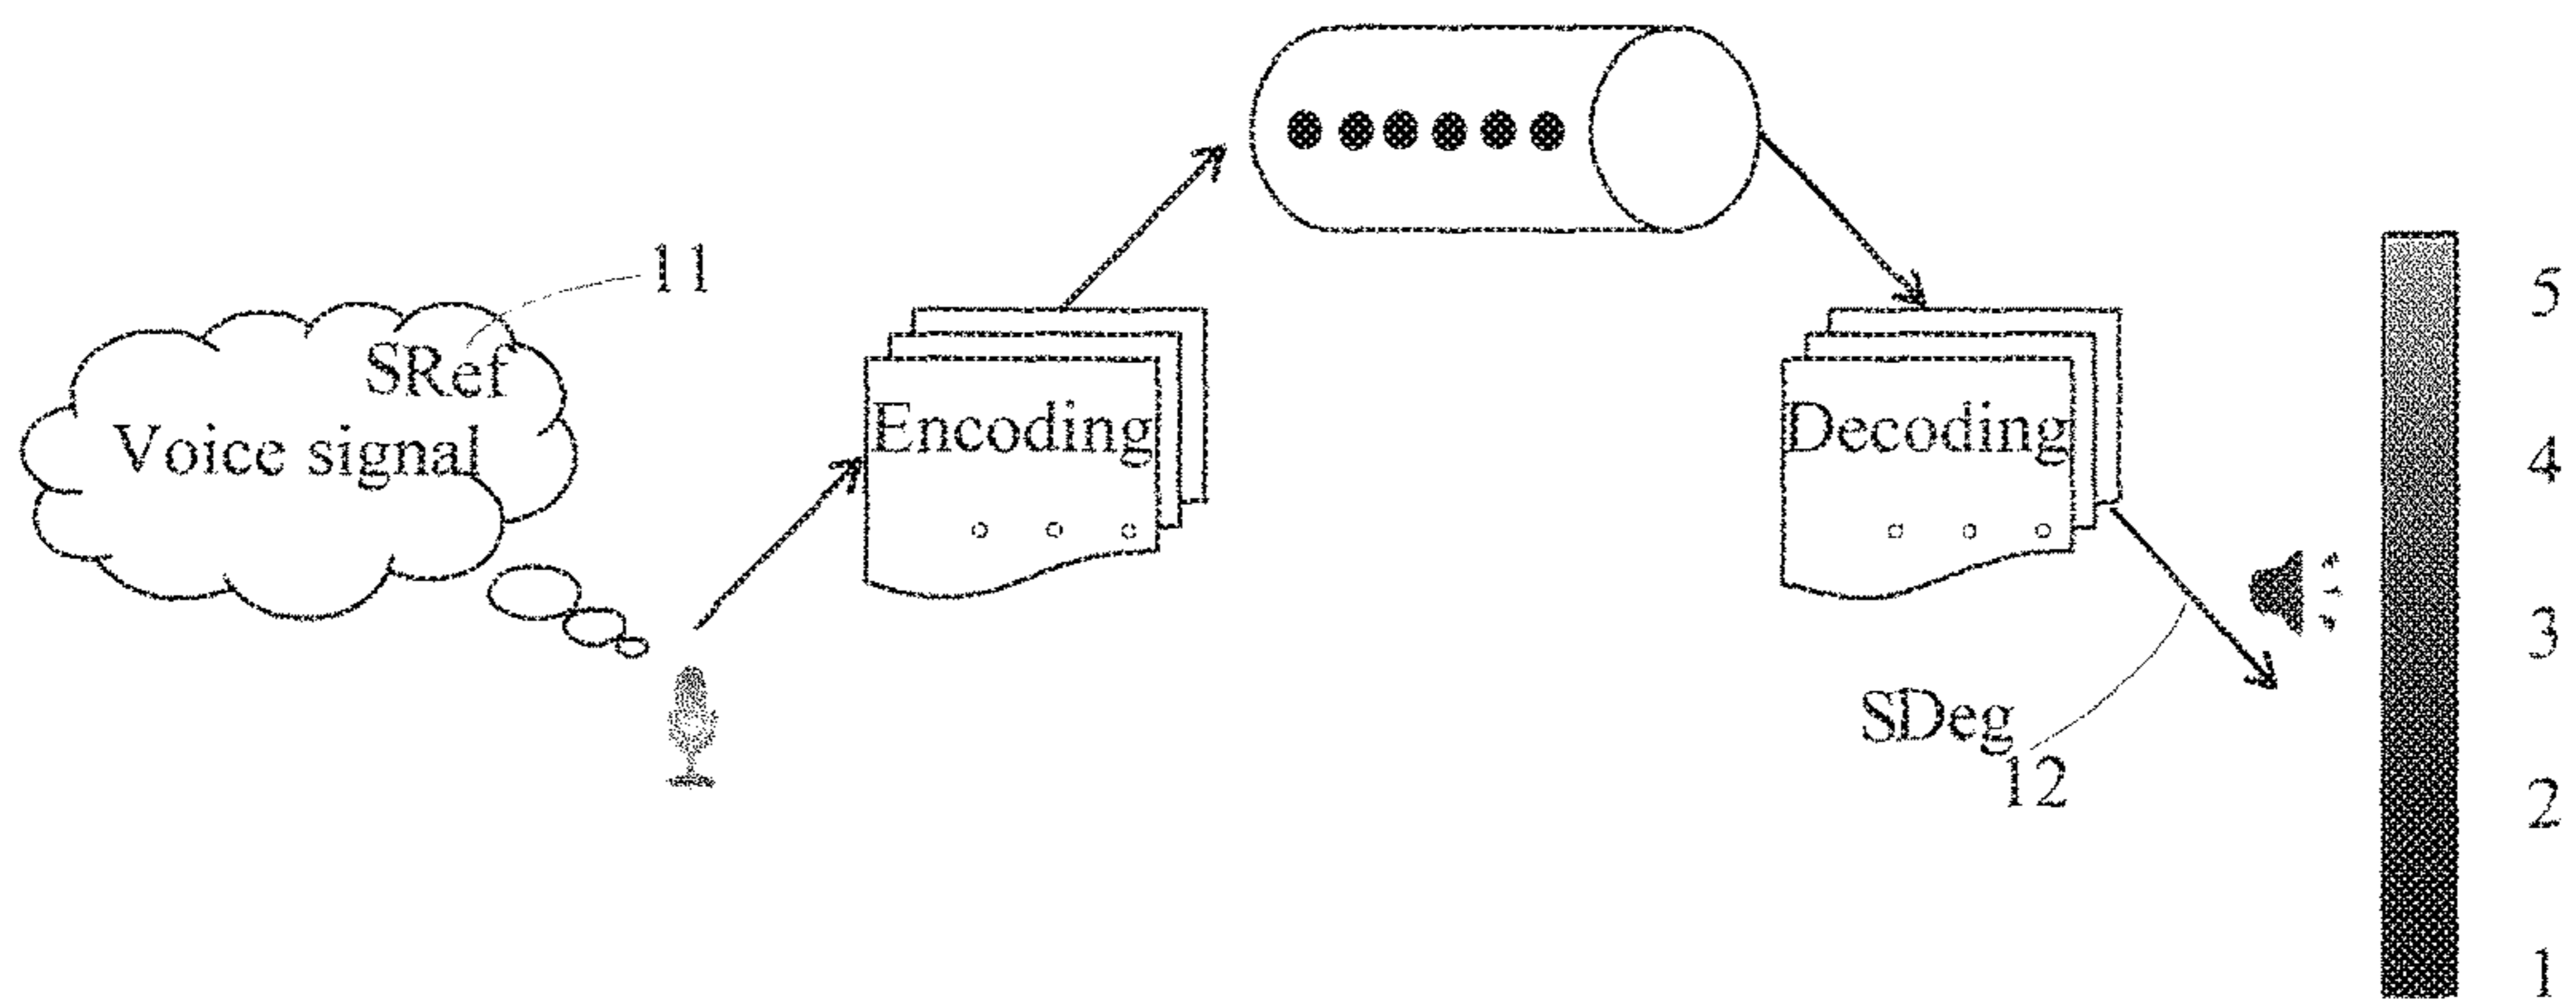 11
SRef
Voice signal
Encoding
Decoding
SDeg
12
5
4
3
2
1